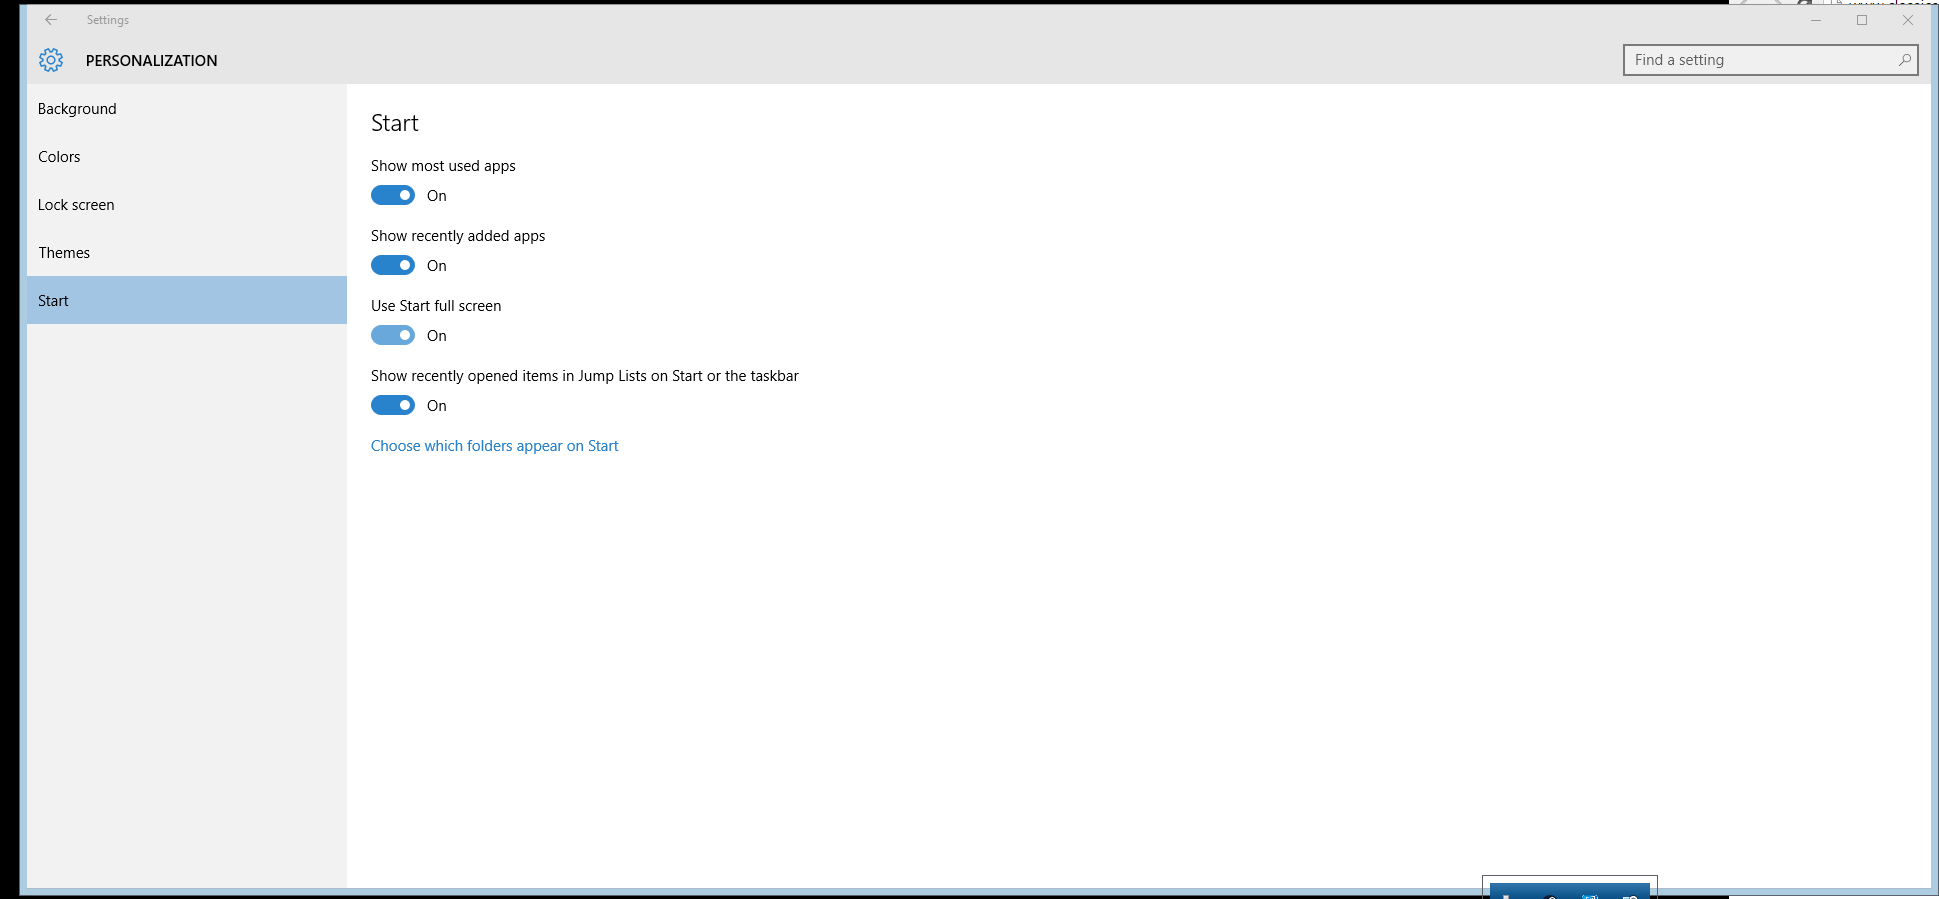 Settings
PERSONALIZATION
Find a setting
Background
Colors
Lock screen
Themes
Start
Start
Show most used apps
On
Show recently added apps
On
Use Start full screen
On
Show recently opened items in Jump Lists on Start or the taskbar
On
Choose which folders appear on Start